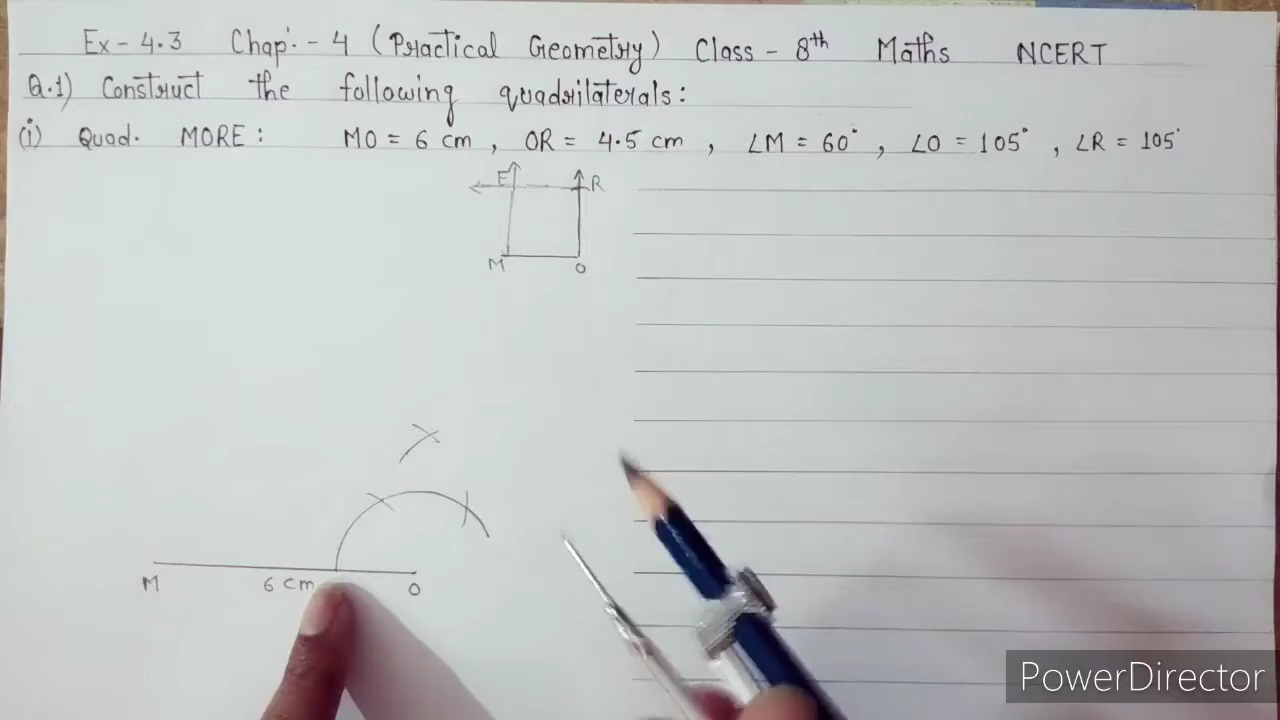 Ex - 4.3 Chap. - 4 (Practical Geometry) Class - 8th Maths NCERT
Q.1) Construct the following quadrilaterals:
(i) Quad. MORE: MO = 6 cm, OR = 4.5 cm, ∠M = 60°, ∠O = 105°, ∠R = 105°
E R
M O
M 6 cm O
PowerDirector